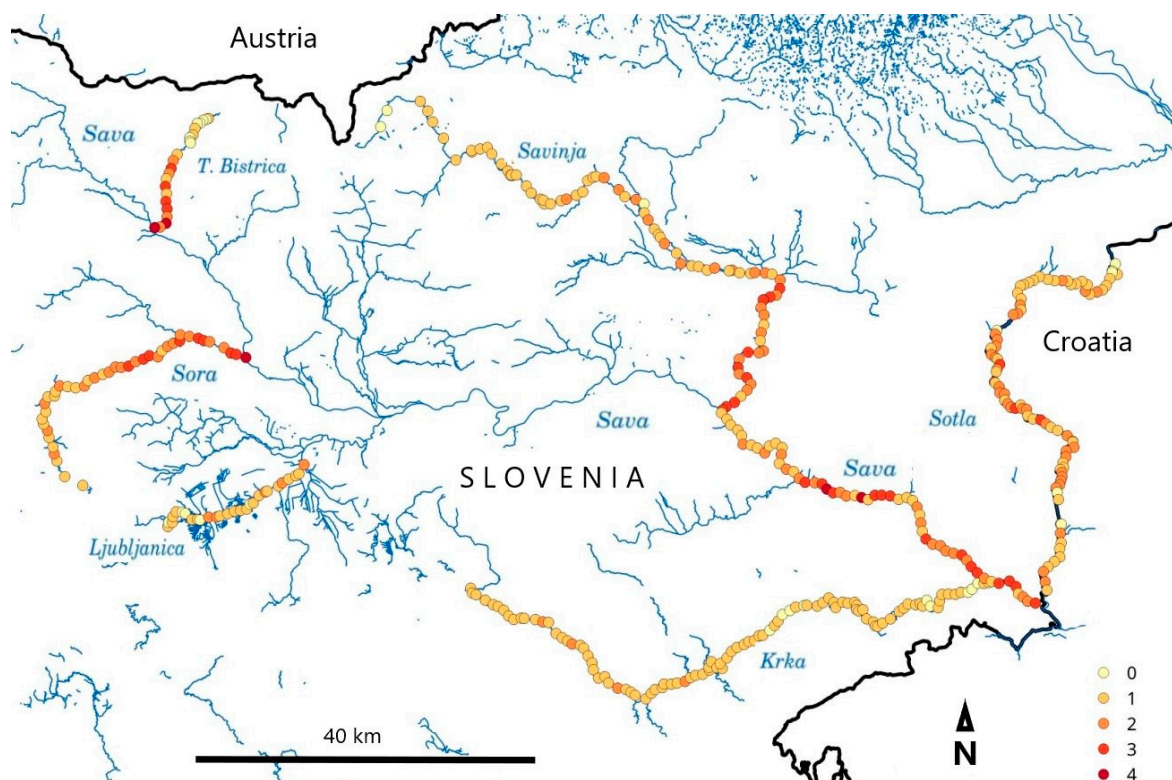 Austria
Sava
T. Bistrica
Savinja
Croatia
Sora
Sava
Sotla
SLOVENIA
Sava
Ljubljanica
Krka
40 km
N
0
1
2
3
4